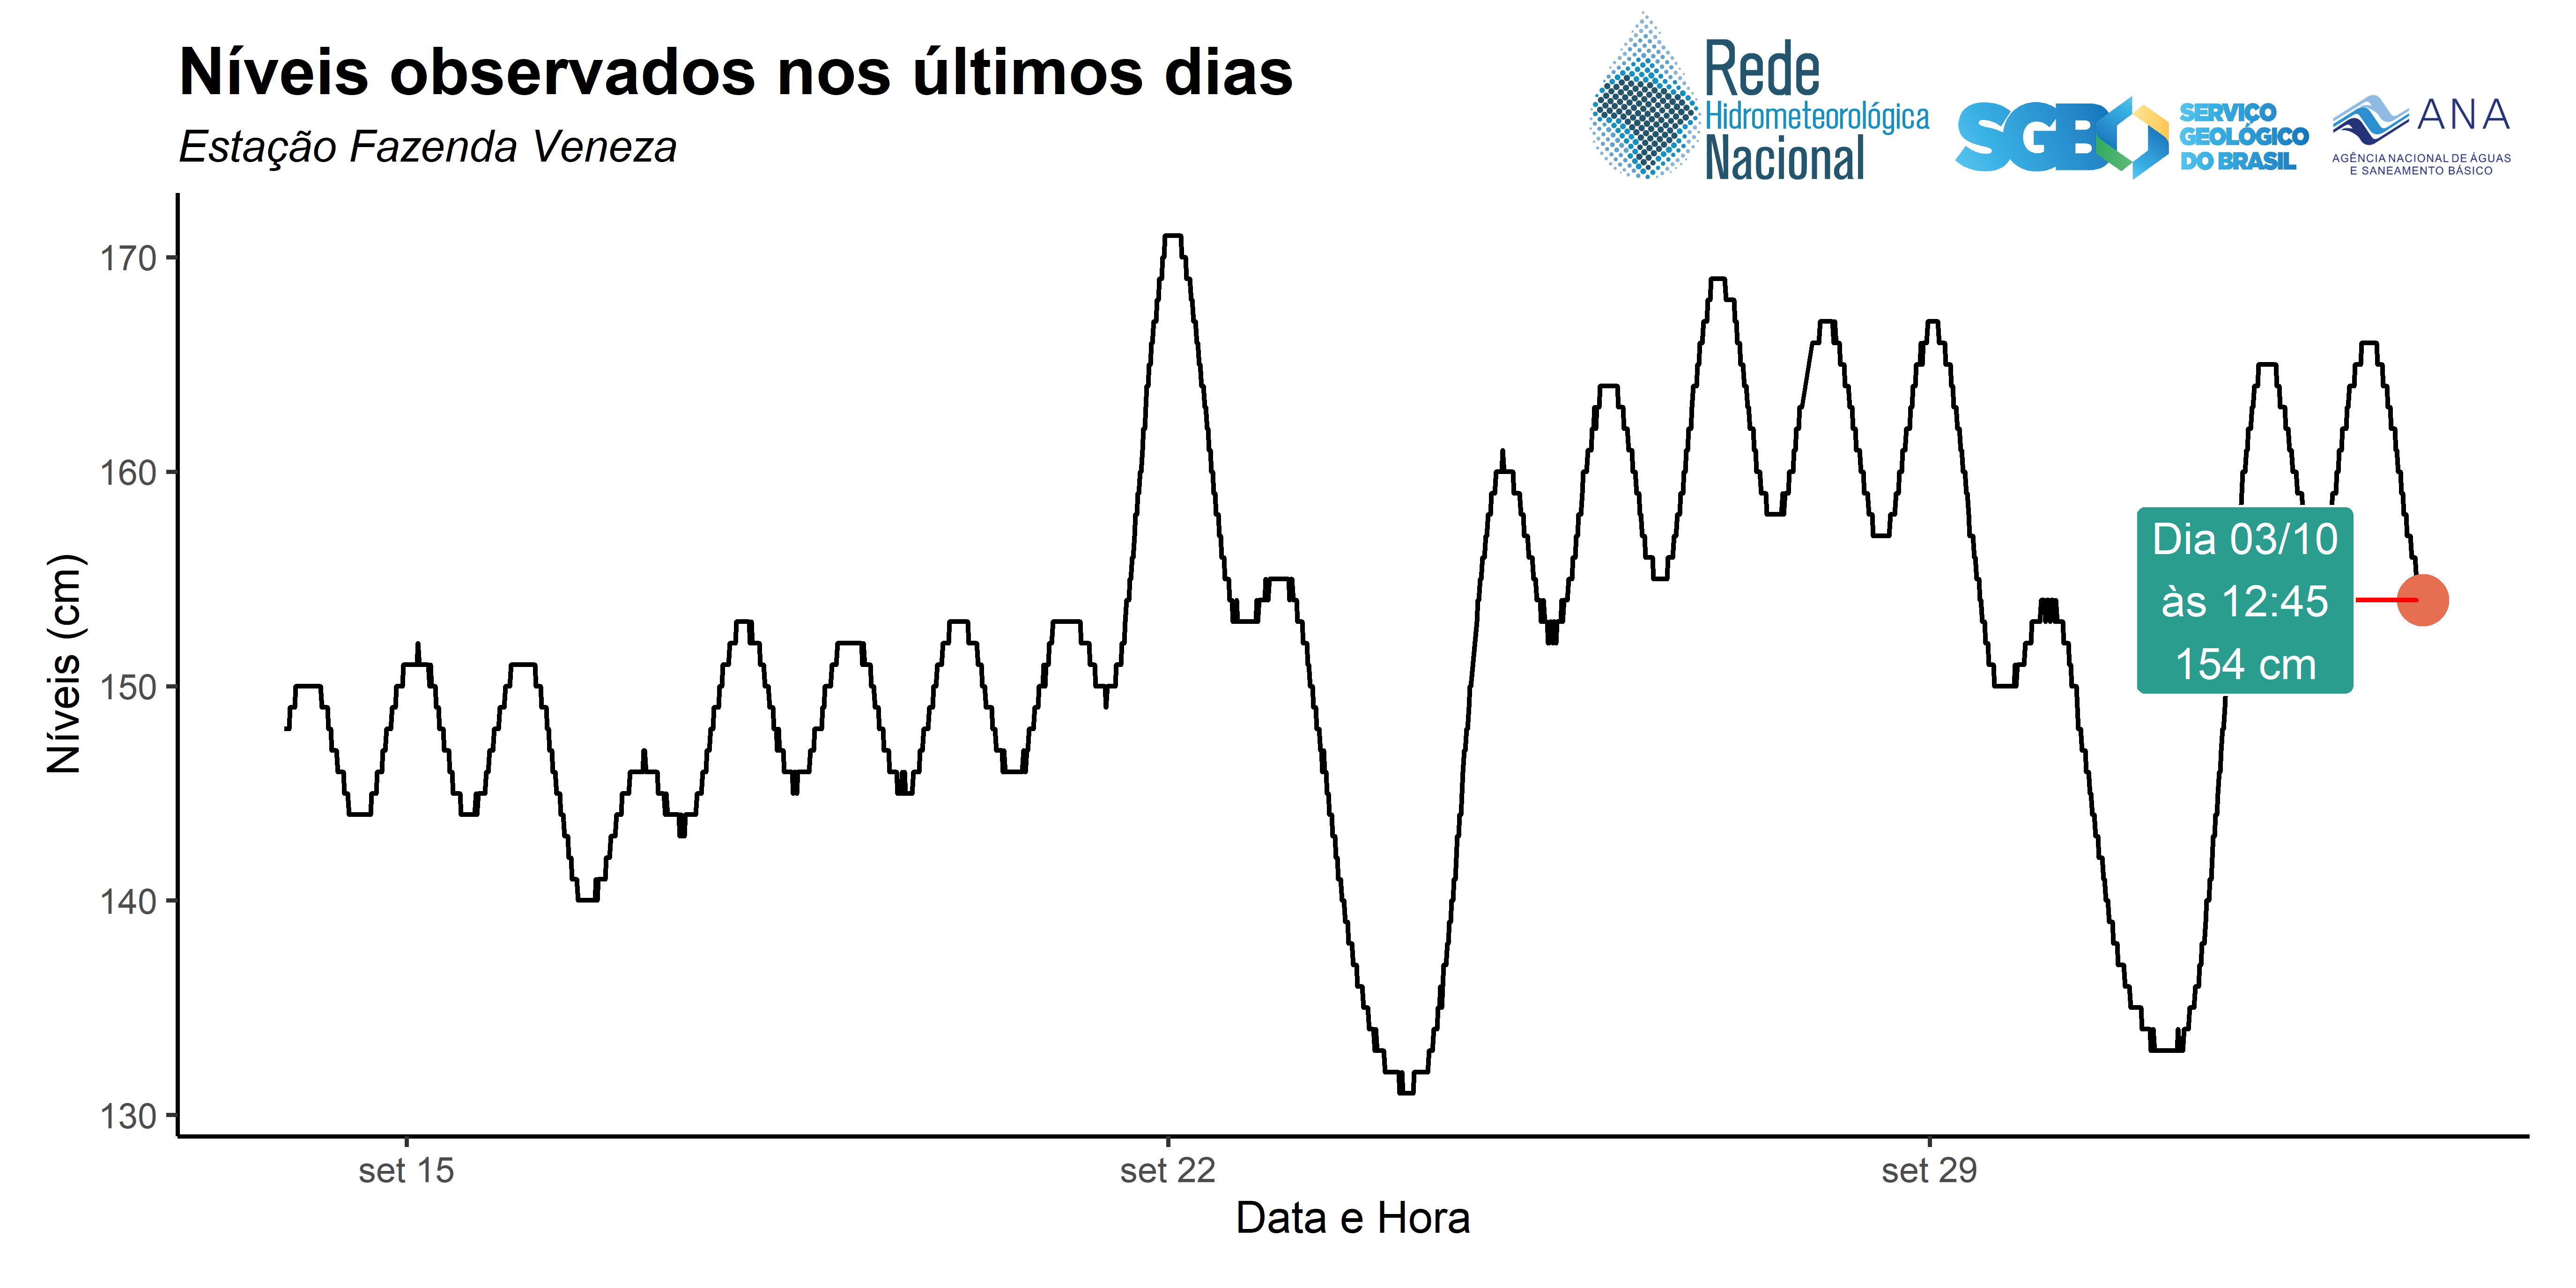 Níveis observados nos últimos dias
Estação Fazenda Veneza
Rede
Hidrometeorológica
Nacional
SGB
SERVIÇO
GEOLÓGICO
DO BRASIL
ANA
AGÊNCIA NACIONAL DE ÁGUAS
E SANEAMENTO BÁSICO
Níveis (cm)
170
160
150
140
130
Dia 03/10
às 12:45
154 cm
set 15
set 22
set 29
Data e Hora